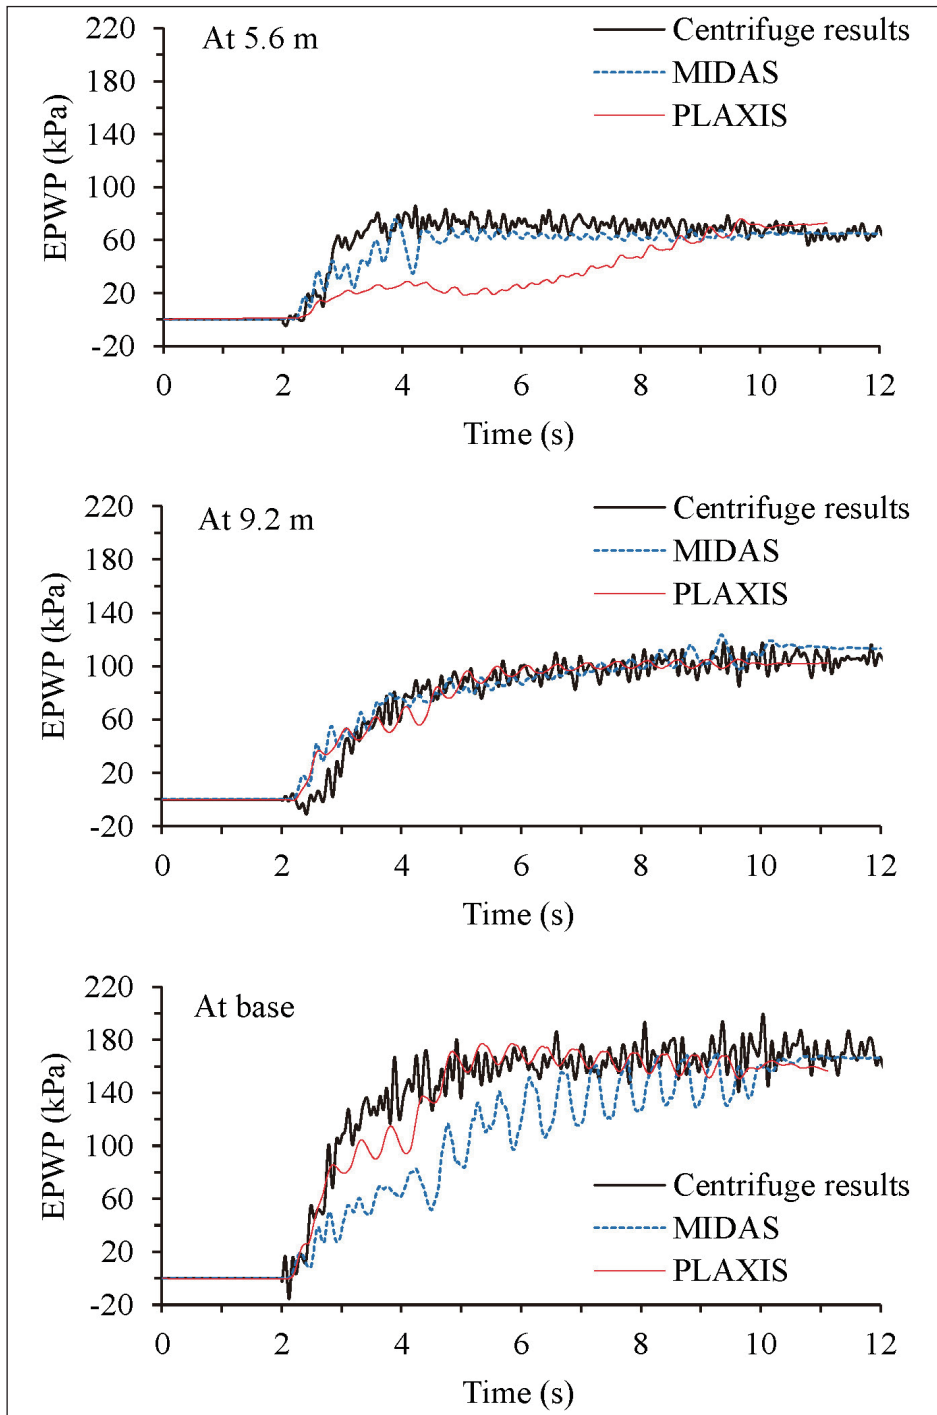 220
180
140
100
60
20
-20
EPWP (kPa)
At 5.6 m
Centrifuge results
MIDAS
PLAXIS
0 2 4 6 8 10 12
Time (s)
220
180
140
100
60
20
-20
EPWP (kPa)
At 9.2 m
Centrifuge results
MIDAS
PLAXIS
0 2 4 6 8 10 12
Time (s)
220
180
140
100
60
20
-20
EPWP (kPa)
At base
Centrifuge results
MIDAS
PLAXIS
0 2 4 6 8 10 12
Time (s)